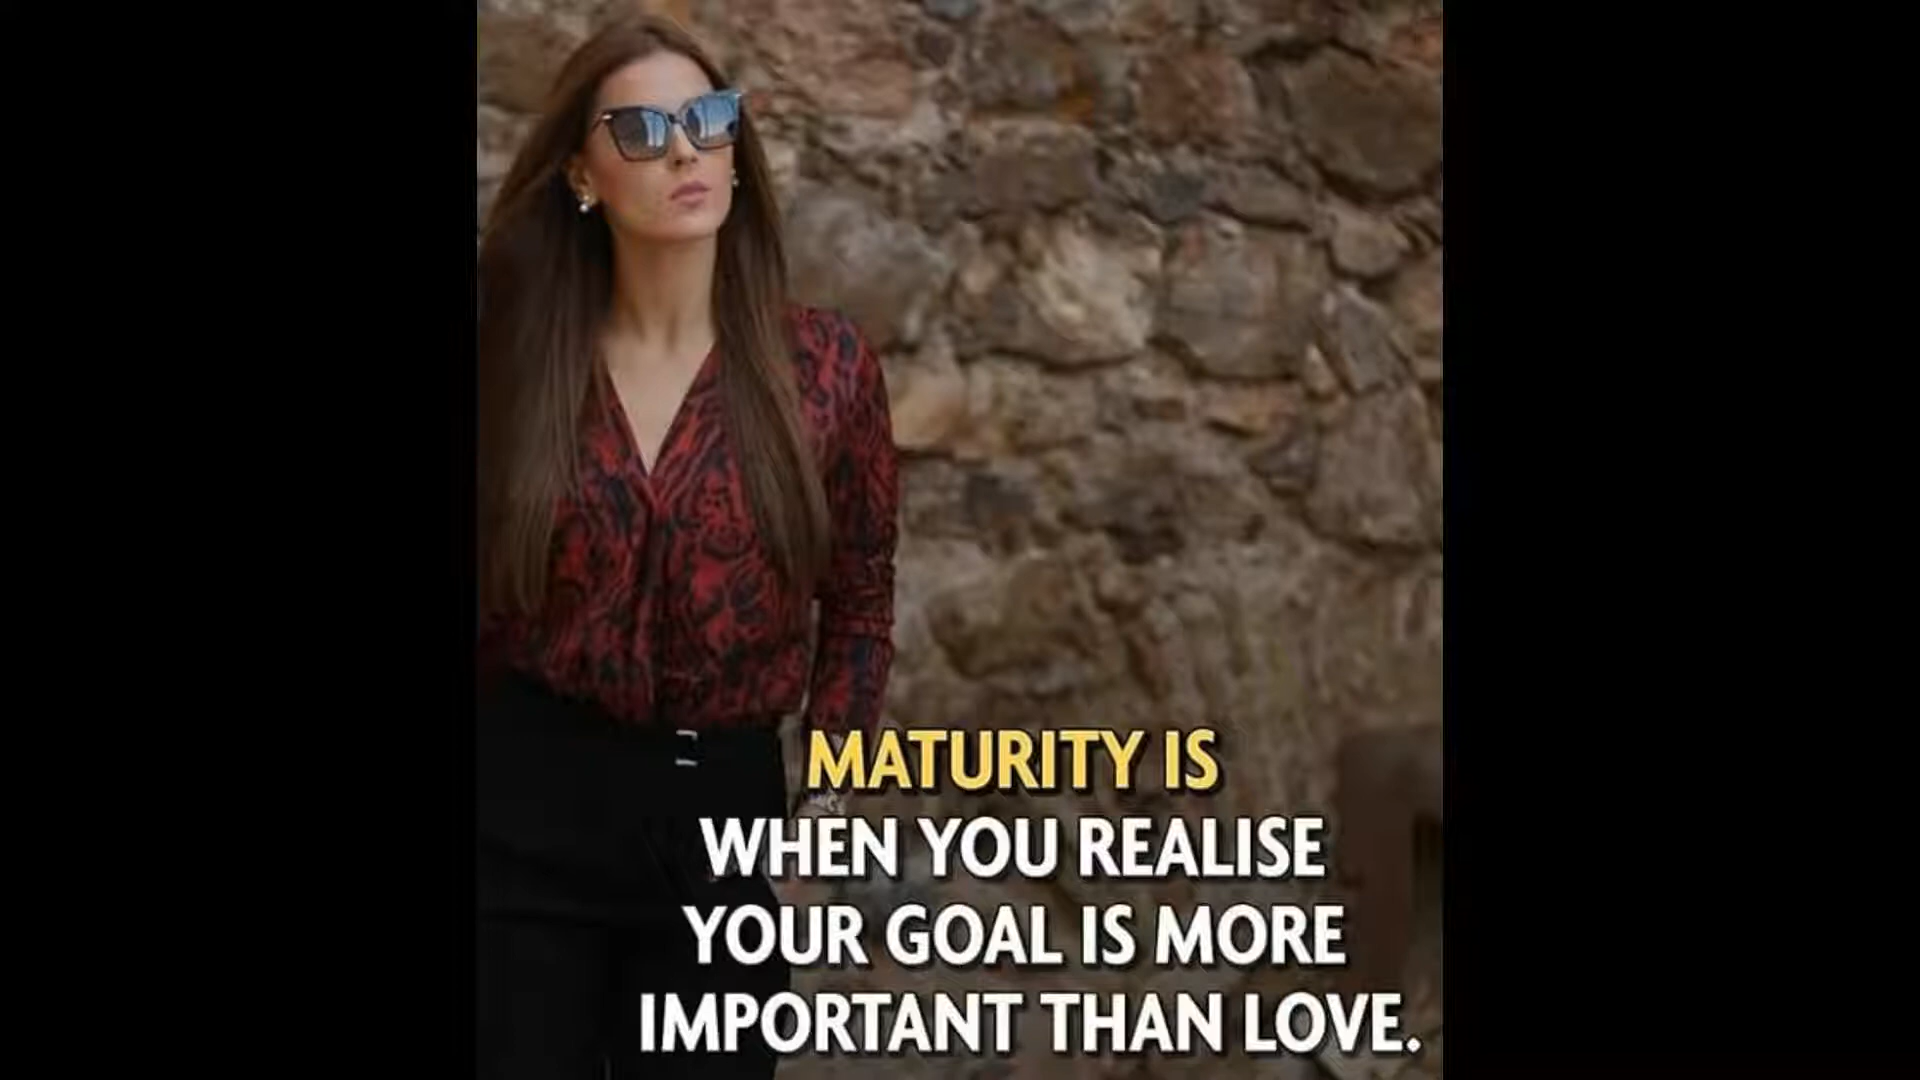 MATURITY IS
WHEN YOU REALISE
YOUR GOAL IS MORE
IMPORTANT THAN LOVE.